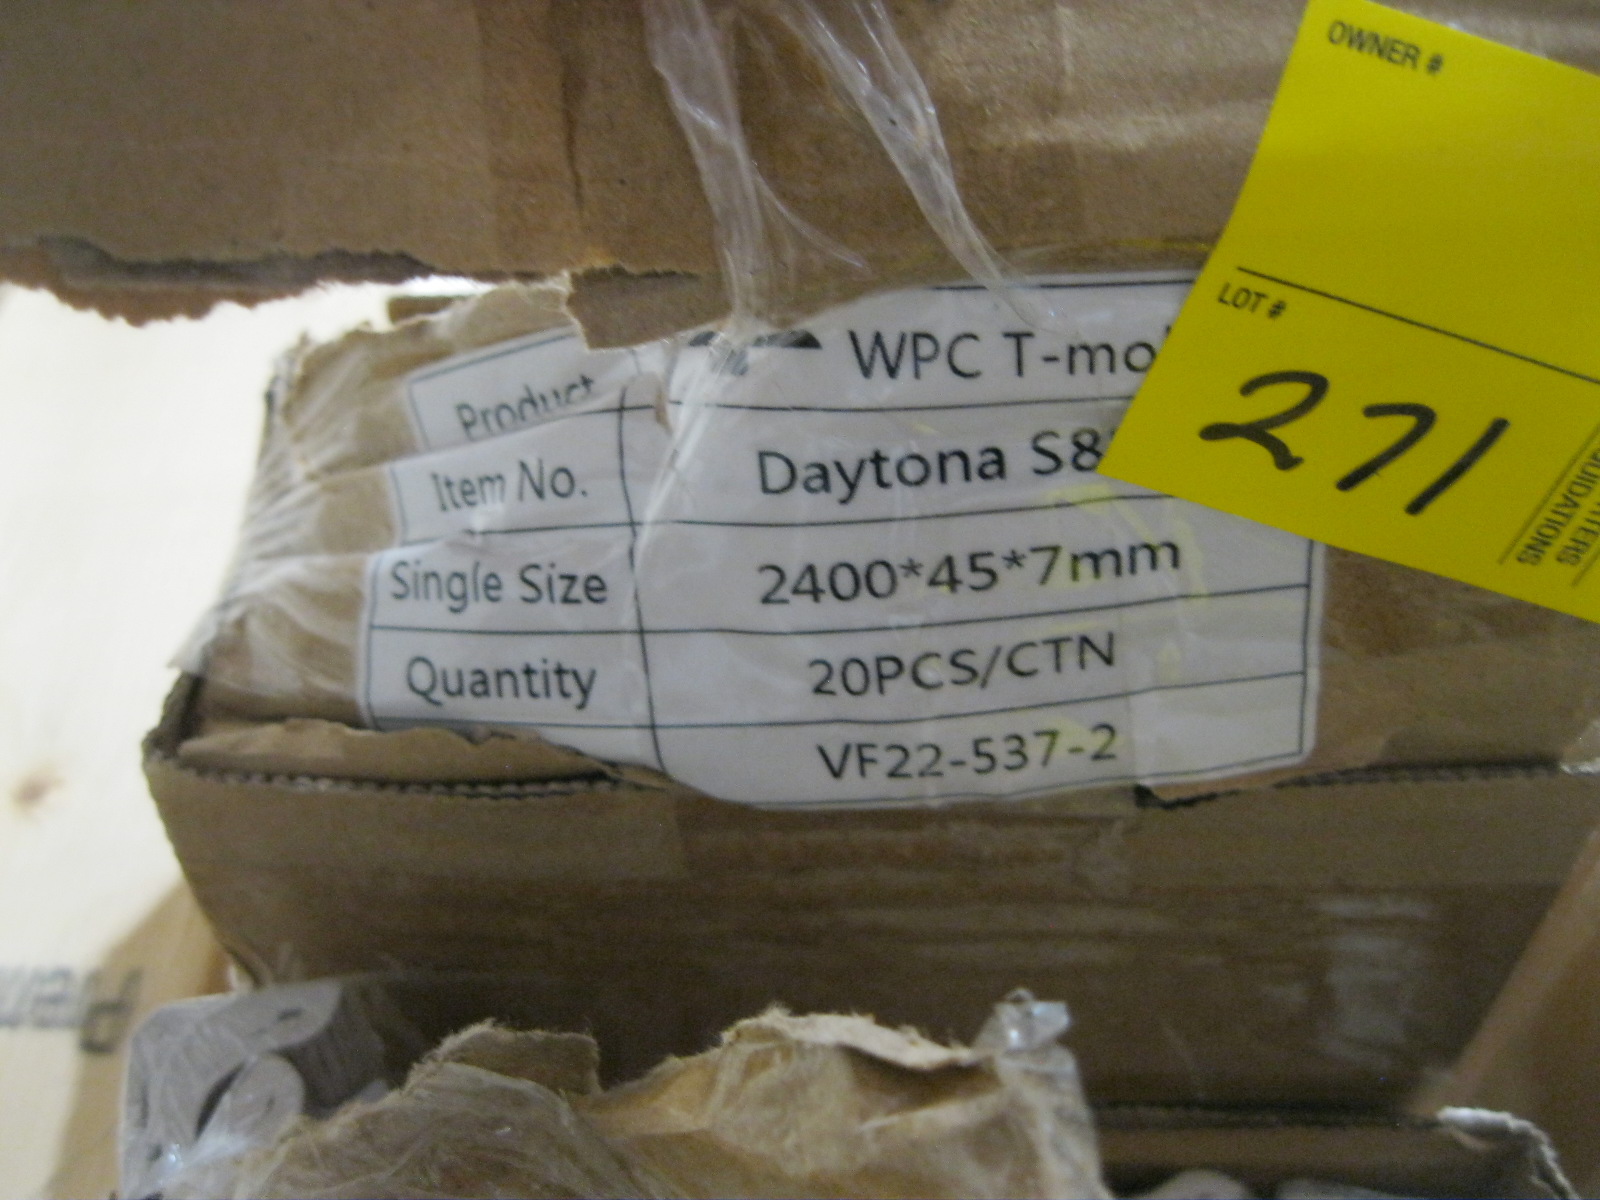 OWNER #
LOT #
271
Product WPC T-mo
Item No. Daytona S8
Single Size 2400*45*7mm
Quantity 20PCS/CTN
VF22-537-2
UIDATIONS